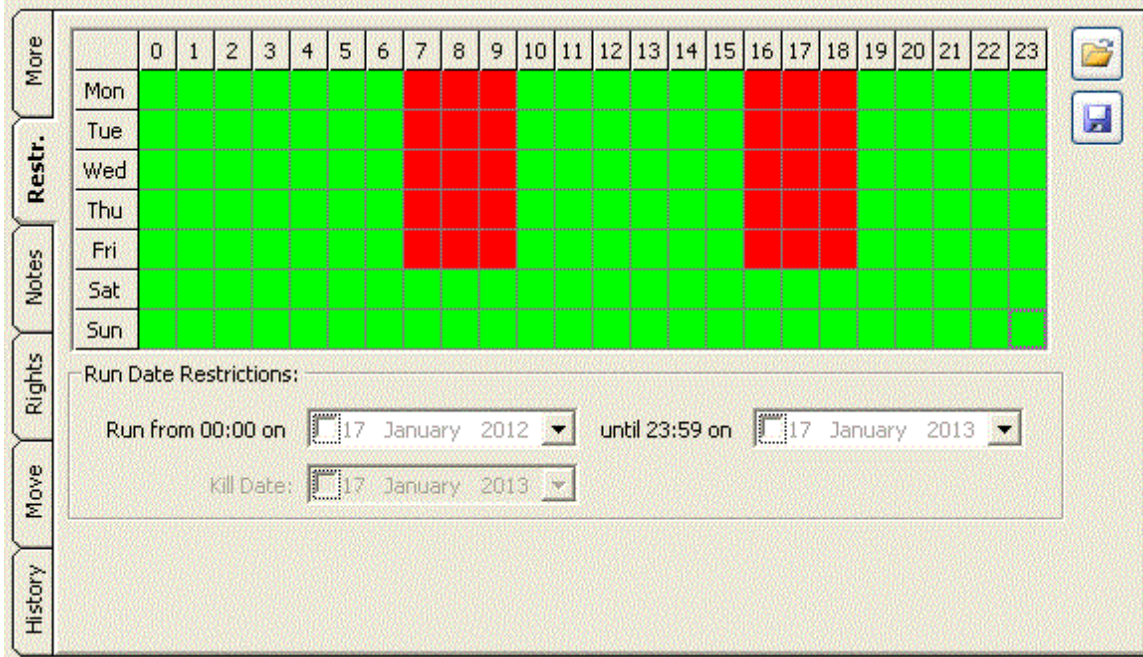 More
Restr.
Notes
Rights
Move
History
0 1 2 3 4 5 6 7 8 9 10 11 12 13 14 15 16 17 18 19 20 21 22 23
Mon
Tue
Wed
Thu
Fri
Sat
Sun
Run Date Restrictions:
Run from 00:00 on 17 January 2012 until 23:59 on 17 January 2013
Kill Date: 17 January 2013